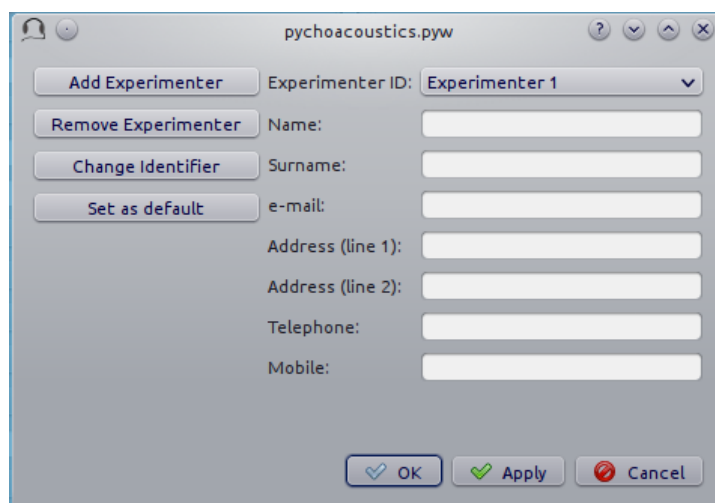 pychoacoustics.pyw
Add Experimenter
Experimenter ID: Experimenter 1
Remove Experimenter
Name:
Change Identifier
Surname:
Set as default
e-mail:
Address (line 1):
Address (line 2):
Telephone:
Mobile:
OK
Apply
Cancel